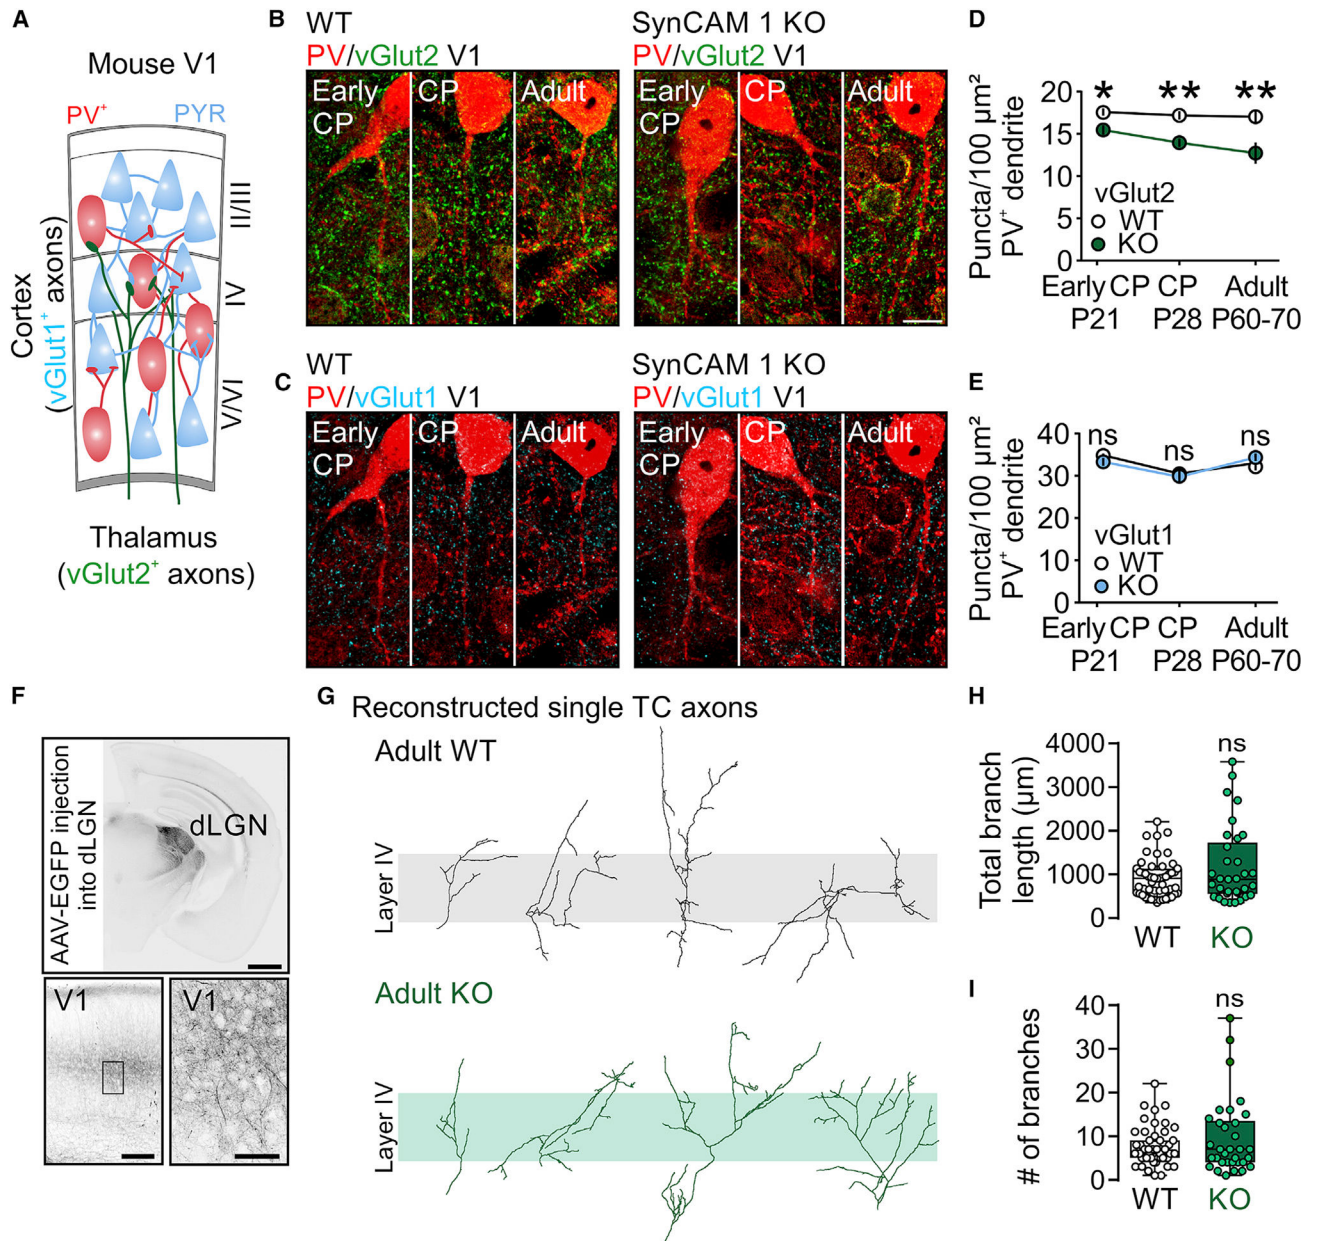 A
Mouse V1
PV⁺ PYR
Cortex
(vGlut1⁺ axons)
II/III
IV
V/VI
Thalamus
(vGlut2⁺ axons)
B
WT
PV/vGlut2 V1
Early CP
CP
Adult
SynCAM 1 KO
PV/vGlut2 V1
Early CP
CP
Adult
C
WT
PV/vGlut1 V1
Early CP
CP
Adult
SynCAM 1 KO
PV/vGlut1 V1
Early CP
CP
Adult
D
Puncta/100 µm²
PV⁺ dendrite
* ** **
20
15
10
5
0
vGlut2
WT
KO
Early CP CP Adult
P21 P28 P60-70
E
Puncta/100 µm²
PV⁺ dendrite
ns ns ns
40
30
20
10
0
vGlut1
WT
KO
Early CP CP Adult
P21 P28 P60-70
F
AAV-EGFP injection
into dLGN
dLGN
V1
V1
G
Reconstructed single TC axons
Adult WT
Layer IV
Adult KO
Layer IV
H
Total branch
length (µm)
ns
4000
3000
2000
1000
0
WT KO
I
# of branches
ns
40
30
20
10
0
WT KO